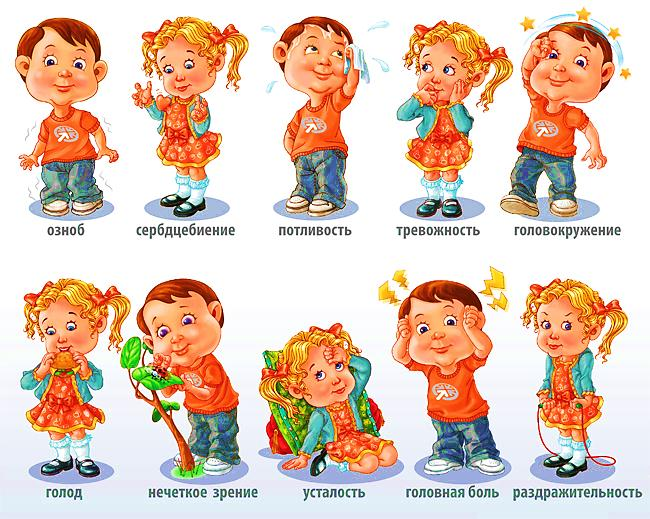 озноб
сербдцебиение
потливость
тревожность
головокружение
голод
нечеткое зрение
усталость
головная боль
раздражительность